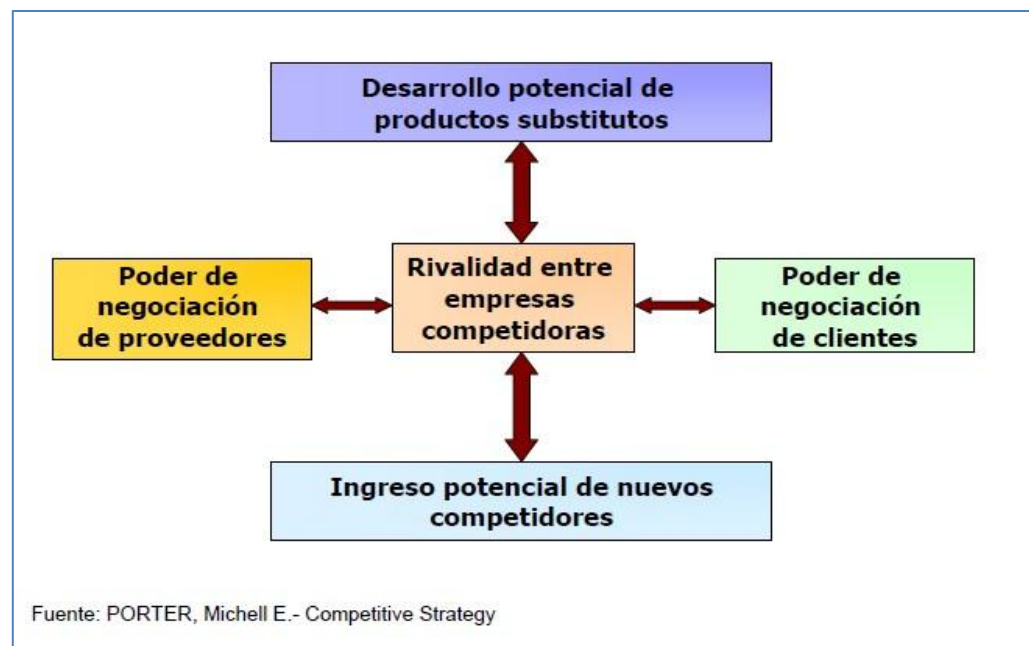 Desarrollo potencial de
productos substitutos
Poder de
negociación
de proveedores
Rivalidad entre
empresas
competidoras
Poder de
negociación
de clientes
Ingreso potencial de nuevos
competidores
Fuente: PORTER, Michell E.- Competitive Strategy